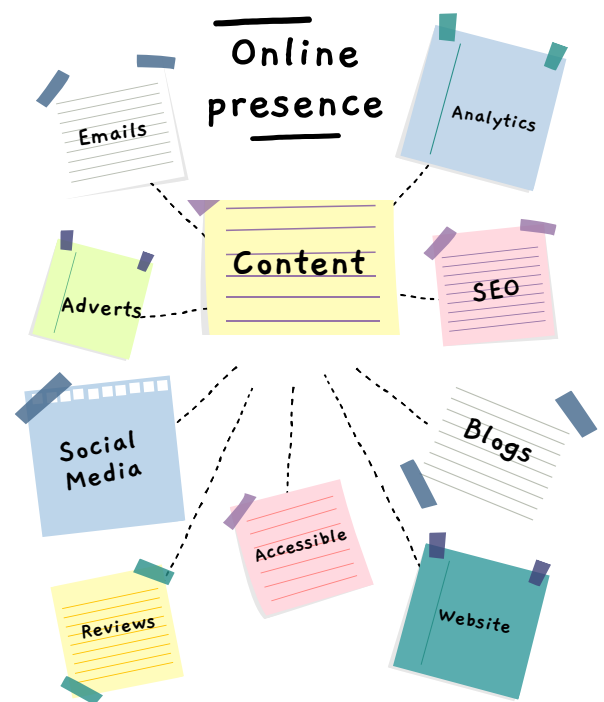 Online
presence
Emails
Analytics
Content
Adverts
SEO
Social
Media
Blogs
Accessible
Reviews
Website